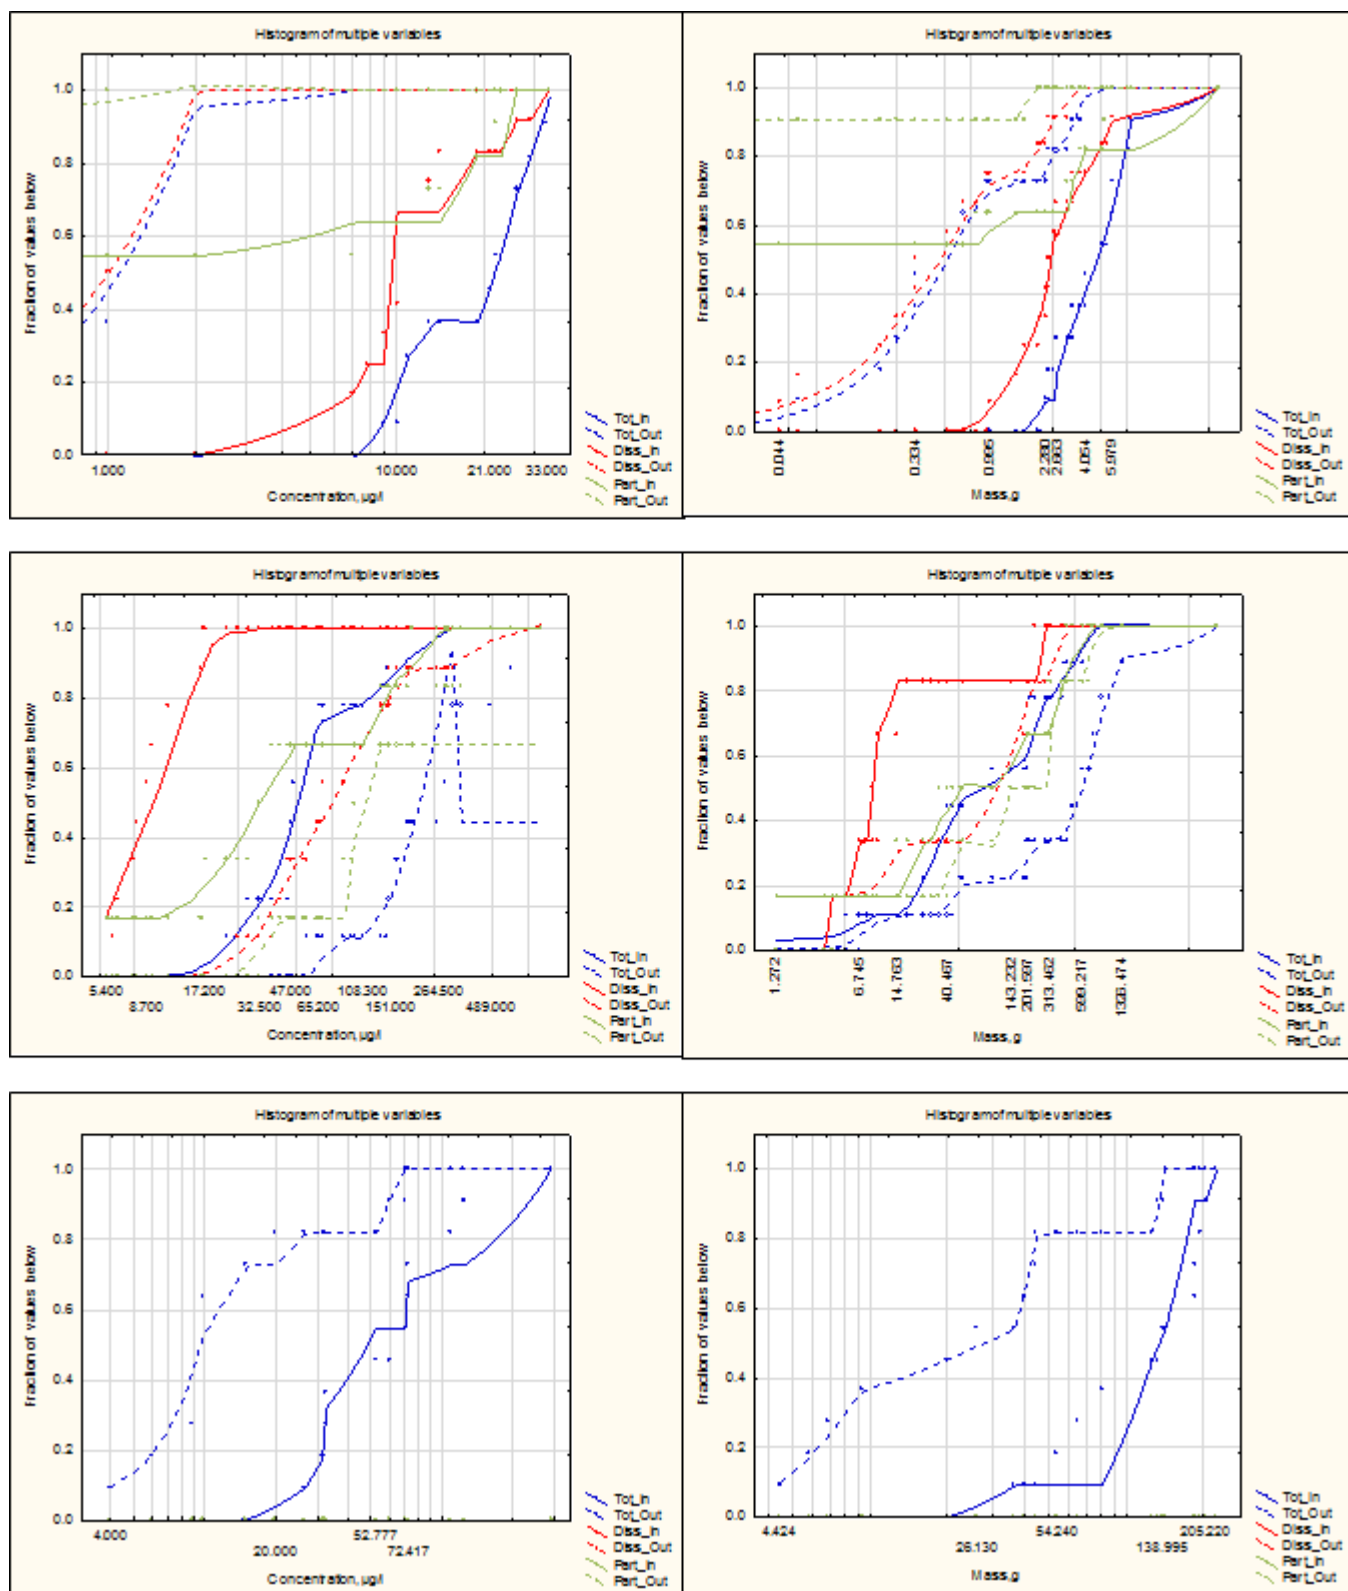 Histogram of multiple variables
Fraction of values below
1.0
0.8
0.6
0.4
0.2
0.0
1.000 10.000 21.000 33.000
Concentration, µg/l
Tot_In
Tot_Out
Diss_In
Diss_Out
Part_In
Part_Out
Histogram of multiple variables
Fraction of values below
1.0
0.8
0.6
0.4
0.2
0.0
0.044 0.334 0.995 4.054 5.979
Mass,g
Tot_In
Tot_Out
Diss_In
Diss_Out
Part_In
Part_Out
Histogram of multiple variables
Fraction of values below
1.0
0.8
0.6
0.4
0.2
0.0
5.400 17.200 47.000 108.300 264.500
8.700 32.500 65.200 151.000 489.000
Concentration, µg/l
Tot_In
Tot_Out
Diss_In
Diss_Out
Part_In
Part_Out
Histogram of multiple variables
Fraction of values below
1.0
0.8
0.6
0.4
0.2
0.0
1.272 6.745 14.763 40.467 143.232 201.597 313.462 599.217
Mass, g
Tot_In
Tot_Out
Diss_In
Diss_Out
Part_In
Part_Out
Histogram of multiple variables
Fraction of values below
1.0
0.8
0.6
0.4
0.2
0.0
4.000 52.777
20.000 72.417
Concentration, µg/l
Tot_In
Tot_Out
Diss_In
Diss_Out
Part_In
Part_Out
Histogram of multiple variables
Fraction of values below
1.0
0.8
0.6
0.4
0.2
0.0
4.424 54.240 205.220
26.130 138.995
Mass,g
Tot_In
Tot_Out
Diss_In
Diss_Out
Part_In
Part_Out